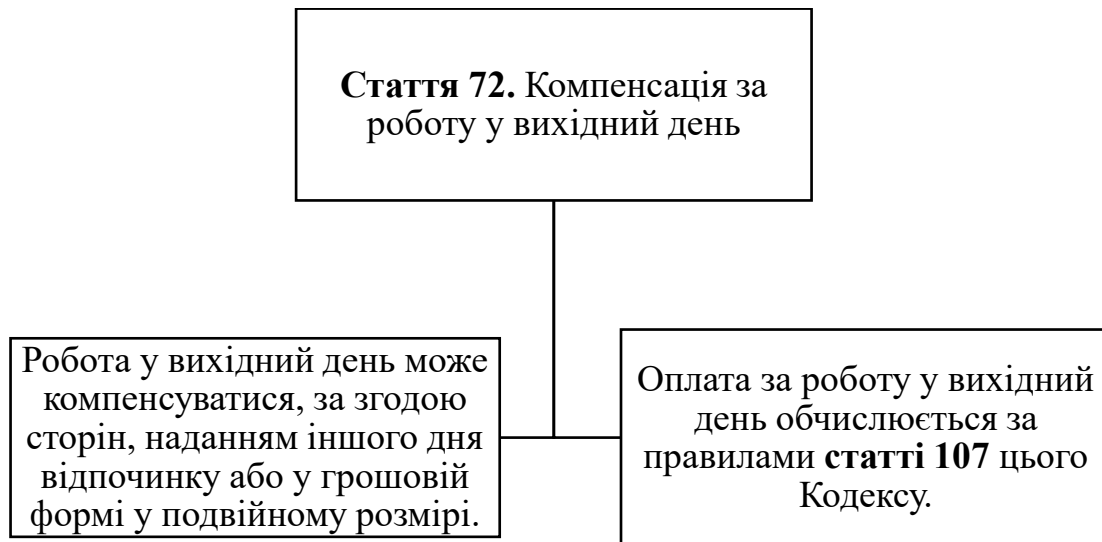 Стаття 72. Компенсація за
роботу у вихідний день
Робота у вихідний день може
компенсуватися, за згодою
сторін, наданням іншого дня
відпочинку або у грошовій
формі у подвійному розмірі.
Оплата за роботу у вихідний
день обчислюється за
правилами статті 107 цього
Кодексу.